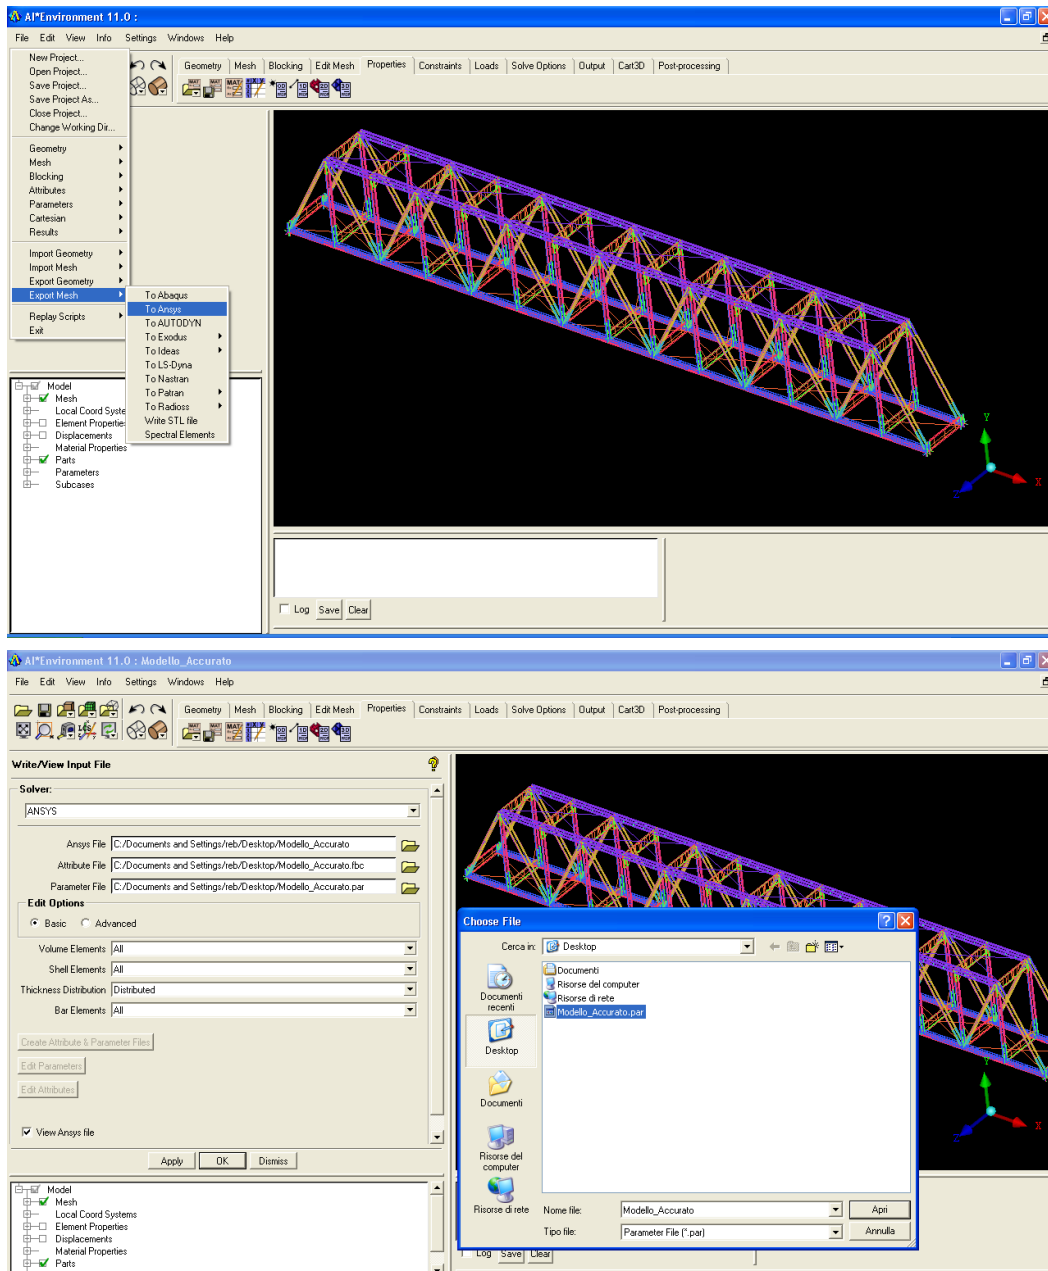 AI*Environment 11.0 :
File Edit View Info Settings Windows Help
New Project...
Open Project...
Save Project...
Save Project As...
Close Project...
Change Working Dir...
Geometry
Mesh
Blocking
Attributes
Parameters
Cartesian
Results
Import Geometry
Import Mesh
Export Geometry
Export Mesh
Replay Scripts
Exit
To Abaqus
To Ansys
To AUTODYN
To Exodus
To Ideas
To LS-Dyna
To Nastran
To Patran
To Radioss
Write STL file
Spectral Elements
Geometry Mesh Blocking Edit Mesh Properties Constraints Loads Solve Options Output Cart3D Post-processing
Model
Mesh
Local Coord Syste
Element Propertie
Displacements
Material Properties
Parts
Parameters
Subcases
Y
X
Z
Log Save Clear
AI*Environment 11.0 : Modello_Accurato
File Edit View Info Settings Windows Help
Geometry Mesh Blocking Edit Mesh Properties Constraints Loads Solve Options Output Cart3D Post-processing
Write/View Input File
Solver:
ANSYS
Ansys File C:/Documents and Settings/reb/Desktop/Modello_Accurato
Attribute File C:/Documents and Settings/reb/Desktop/Modello_Accurato.fbc
Parameter File C:/Documents and Settings/reb/Desktop/Modello_Accurato.par
Edit Options
Basic Advanced
Volume Elements All
Shell Elements All
Thickness Distribution Distributed
Bar Elements All
Create Attribute & Parameter Files
Edit Parameters
Edit Attributes
View Ansys file
Apply OK Dismiss
Model
Mesh
Local Coord Systems
Element Properties
Displacements
Material Properties
Parts
Choose File
Cerca in: Desktop
Documenti recenti
Desktop
Documenti
Risorse del computer
Risorse di rete
Documenti
Risorse del computer
Risorse di rete
Modello_Accurato.par
Nome file: Modello_Accurato Apri
Tipo file: Parameter File (*.par) Annulla
Y
X
Z
Log Save Clear